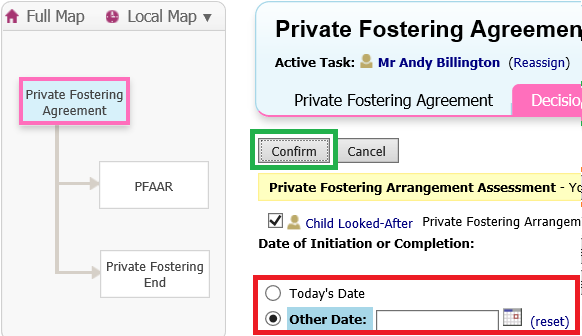 Full Map Local Map ▼
Private Fostering
Agreement
PFAAR
Private Fostering
End
Private Fostering Agreemen
Active Task: Mr Andy Billington (Reassign)
Private Fostering Agreement Decisio
Confirm Cancel
Private Fostering Arrangement Assessment - Yo
Child Looked-After Private Fostering Arrangem
Date of Initiation or Completion:
Today's Date
Other Date: (reset)